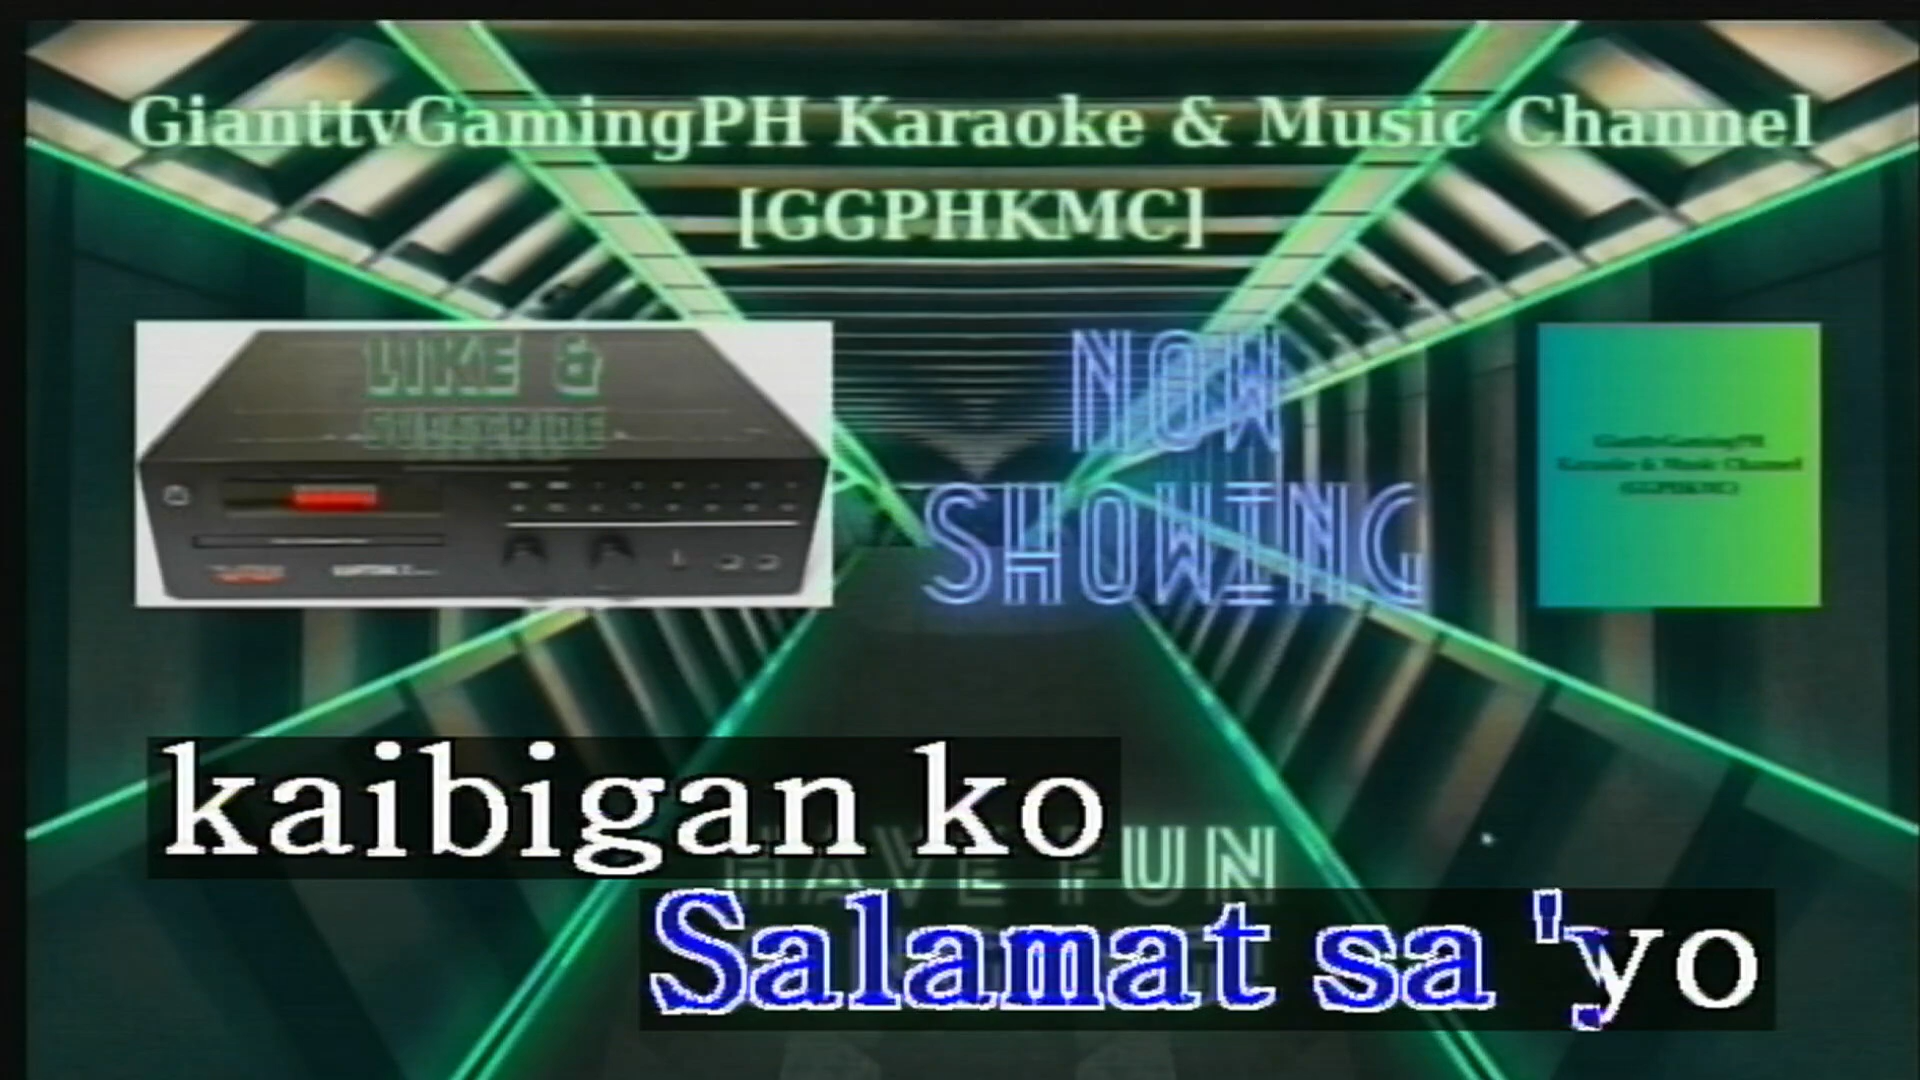 GianttvGamingPH Karaoke & Music Channel
[GGPHKMC]
LIKE &
SUBSCRIBE
NOW
SHOWING
GianttvGamingPH
Karaoke & Music Channel
(GGPHKMC)
kaibigan ko
HAVE FUN
Salamat sa 'yo